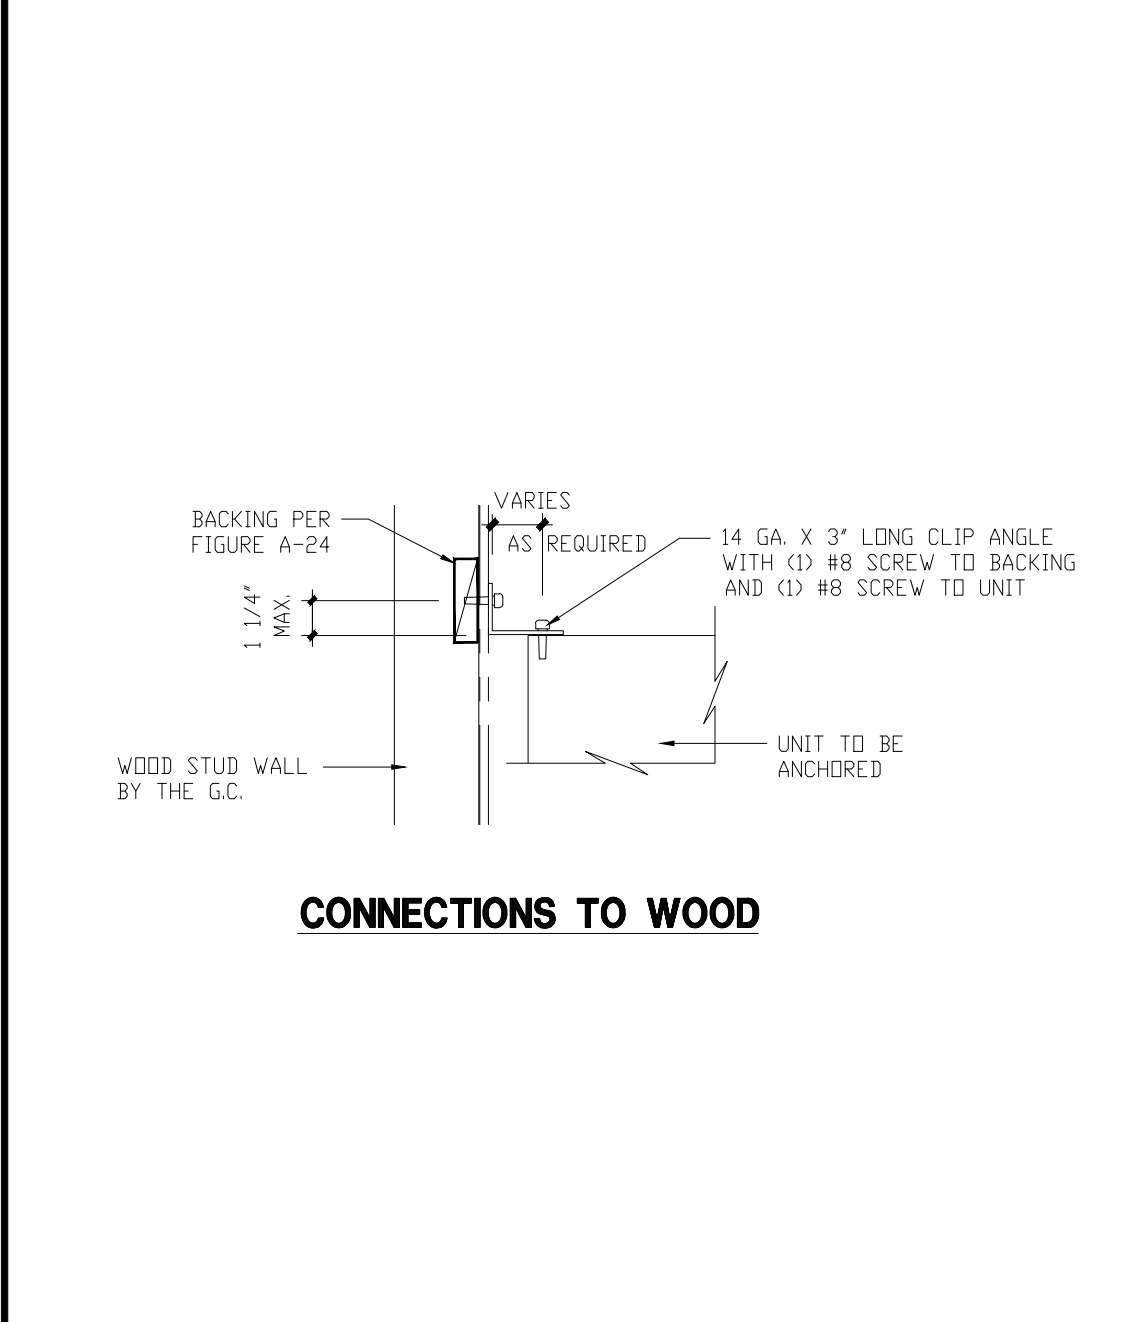 VARIES
AS REQUIRED
BACKING PER
FIGURE A-24
14 GA. X 3" LONG CLIP ANGLE
WITH (1) #8 SCREW TO BACKING
AND (1) #8 SCREW TO UNIT
1 1/4"
MAX.
UNIT TO BE
ANCHORED
WOOD STUD WALL
BY THE G.C.
CONNECTIONS TO WOOD